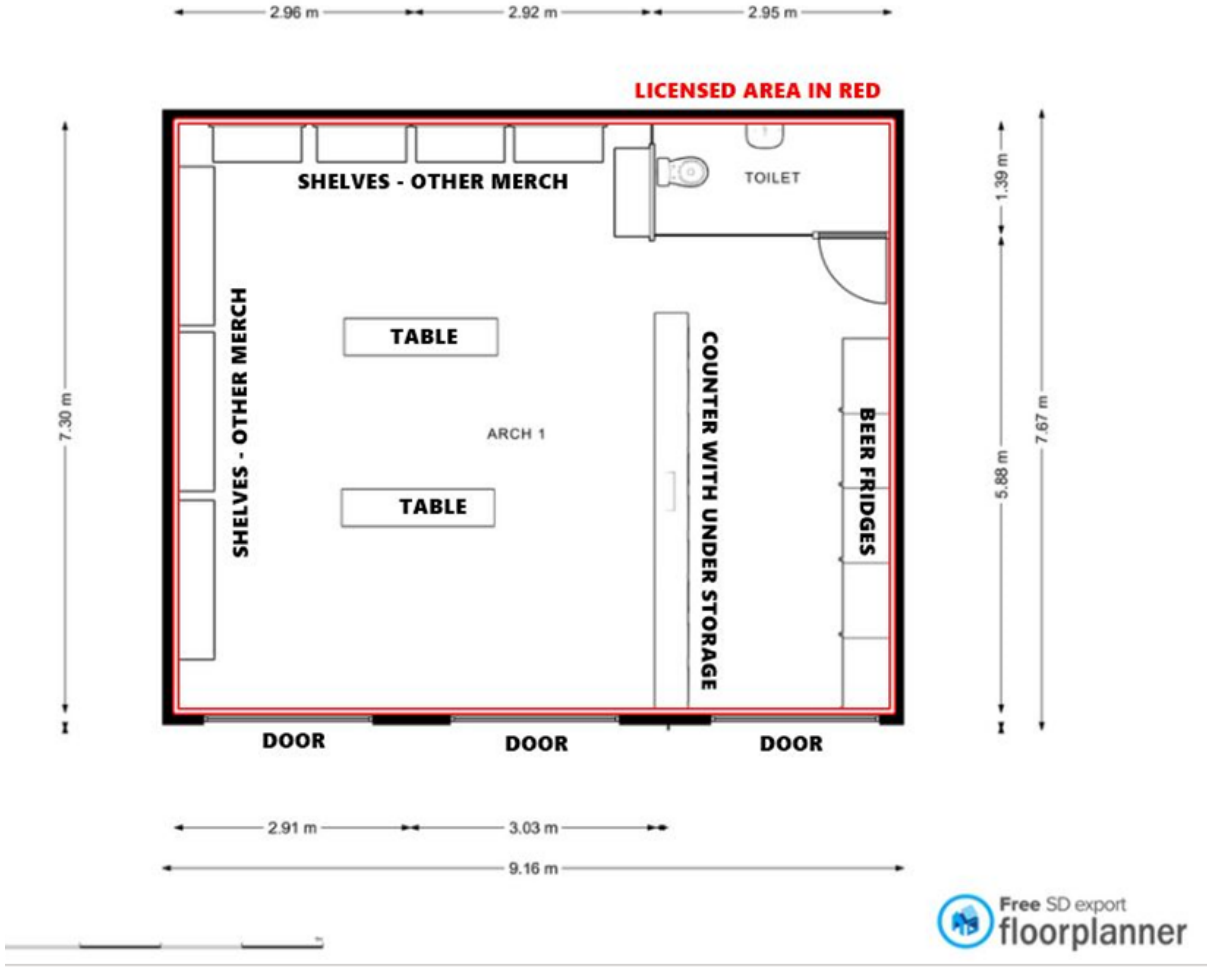 2.96 m
2.92 m
2.95 m
LICENSED AREA IN RED
SHELVES - OTHER MERCH
TOILET
1.39 m
SHELVES - OTHER MERCH
TABLE
COUNTER WITH UNDER STORAGE
7.30 m
ARCH 1
BEER FRIDGES
7.67 m
5.88 m
TABLE
DOOR
DOOR
DOOR
2.91 m
3.03 m
9.16 m
Free SD export
floorplanner